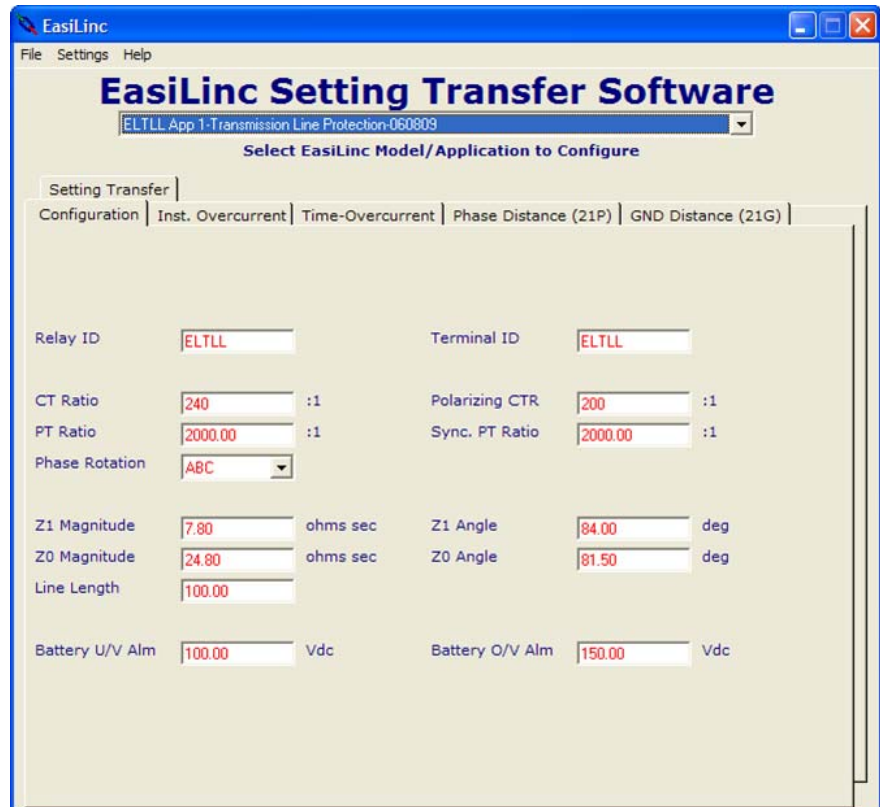 EasiLinc
File Settings Help
EasiLinc Setting Transfer Software
ELTLL App 1-Transmission Line Protection-060809
Select EasiLinc Model/Application to Configure
Setting Transfer
Configuration Inst. Overcurrent Time-Overcurrent Phase Distance (21P) GND Distance (21G)
Relay ID ELTLL Terminal ID ELTLL
CT Ratio 240 :1 Polarizing CTR 200 :1
PT Ratio 2000.00 :1 Sync. PT Ratio 2000.00 :1
Phase Rotation ABC
Z1 Magnitude 7.80 ohms sec Z1 Angle 84.00 deg
Z0 Magnitude 24.80 ohms sec Z0 Angle 81.50 deg
Line Length 100.00
Battery U/V Alm 100.00 Vdc Battery O/V Alm 150.00 Vdc